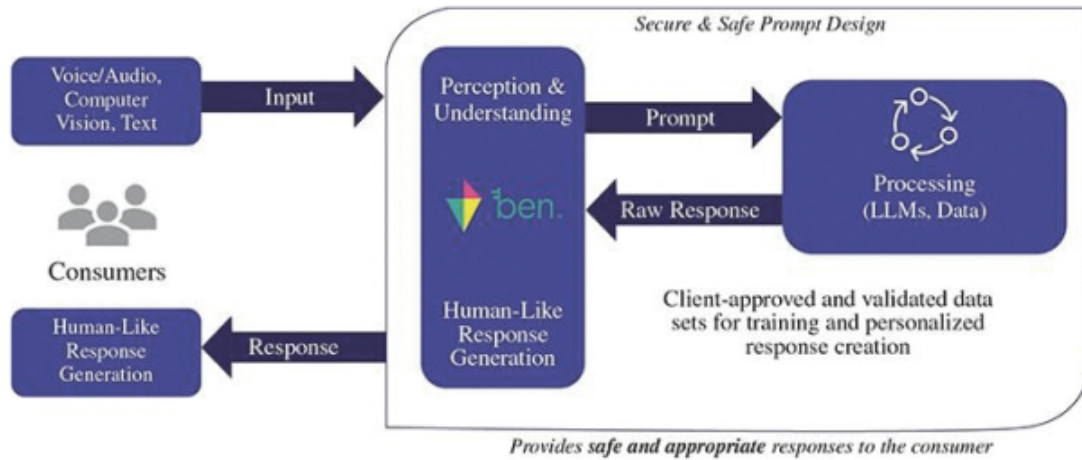 Secure & Safe Prompt Design
Voice/Audio,
Computer
Vision, Text
Input
Perception &
Understanding
Prompt
Processing
(LLMs, Data)
ben.
Raw Response
Consumers
Human-Like
Response
Generation
Response
Human-Like
Response
Generation
Client-approved and validated data
sets for training and personalized
response creation
Provides safe and appropriate responses to the consumer